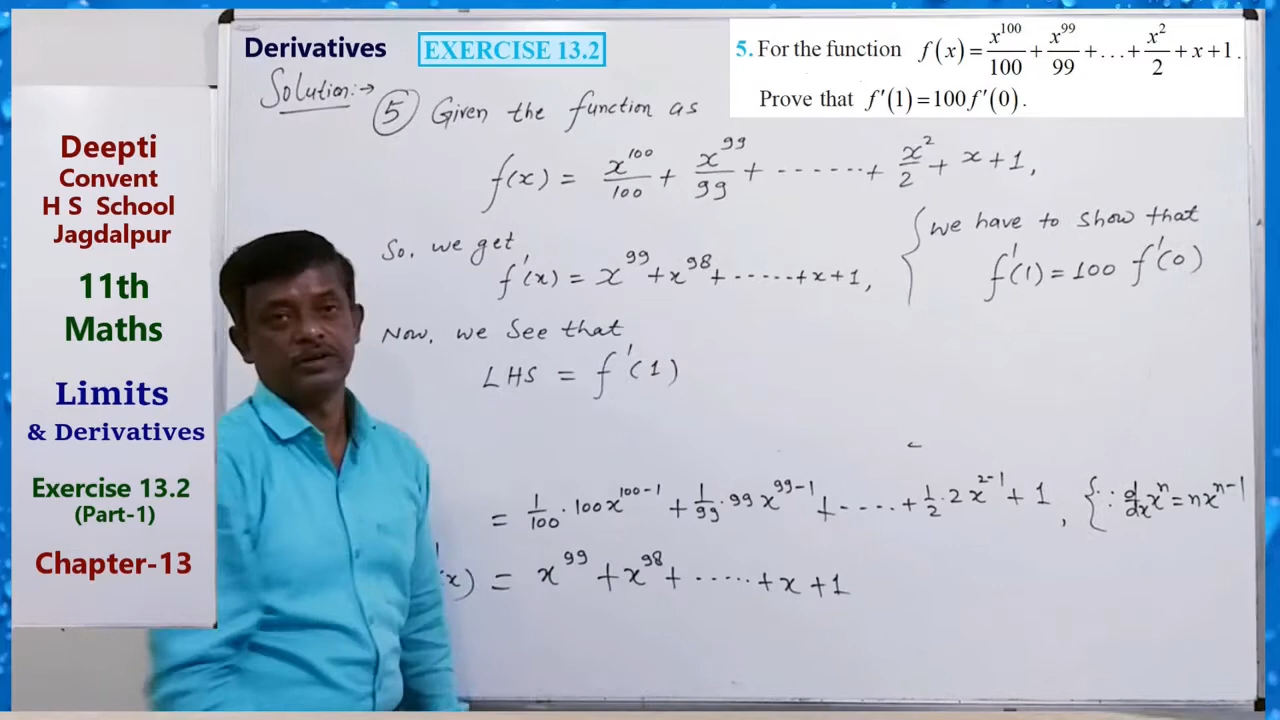 Derivatives EXERCISE 13.2
5. For the function f(x) = x^100/100 + x^99/99 + ... + x^2/2 + x + 1.
Prove that f'(1) = 100 f'(0).
Deepti
Convent
H S School
Jagdalpur
11th
Maths
Limits
& Derivatives
Exercise 13.2
(Part-1)
Chapter-13
Solution:→
⑤ Given the function as
f(x) = x^100/100 + x^99/99 + ...... + x^2/2 + x + 1,
So, we get
f'(x) = x^99 + x^98 + ..... + x + 1,
{ we have to show that
f'(1) = 100 f'(0)
Now, we See that
LHS = f'(1)
= 1/100 · 100x^100-1 + 1/99 · 99x^99-1 + ..... + 1/2 · 2x^2-1 + 1, {∵ d/dx x^n = nx^n-1
(x) = x^99 + x^98 + ..... + x + 1